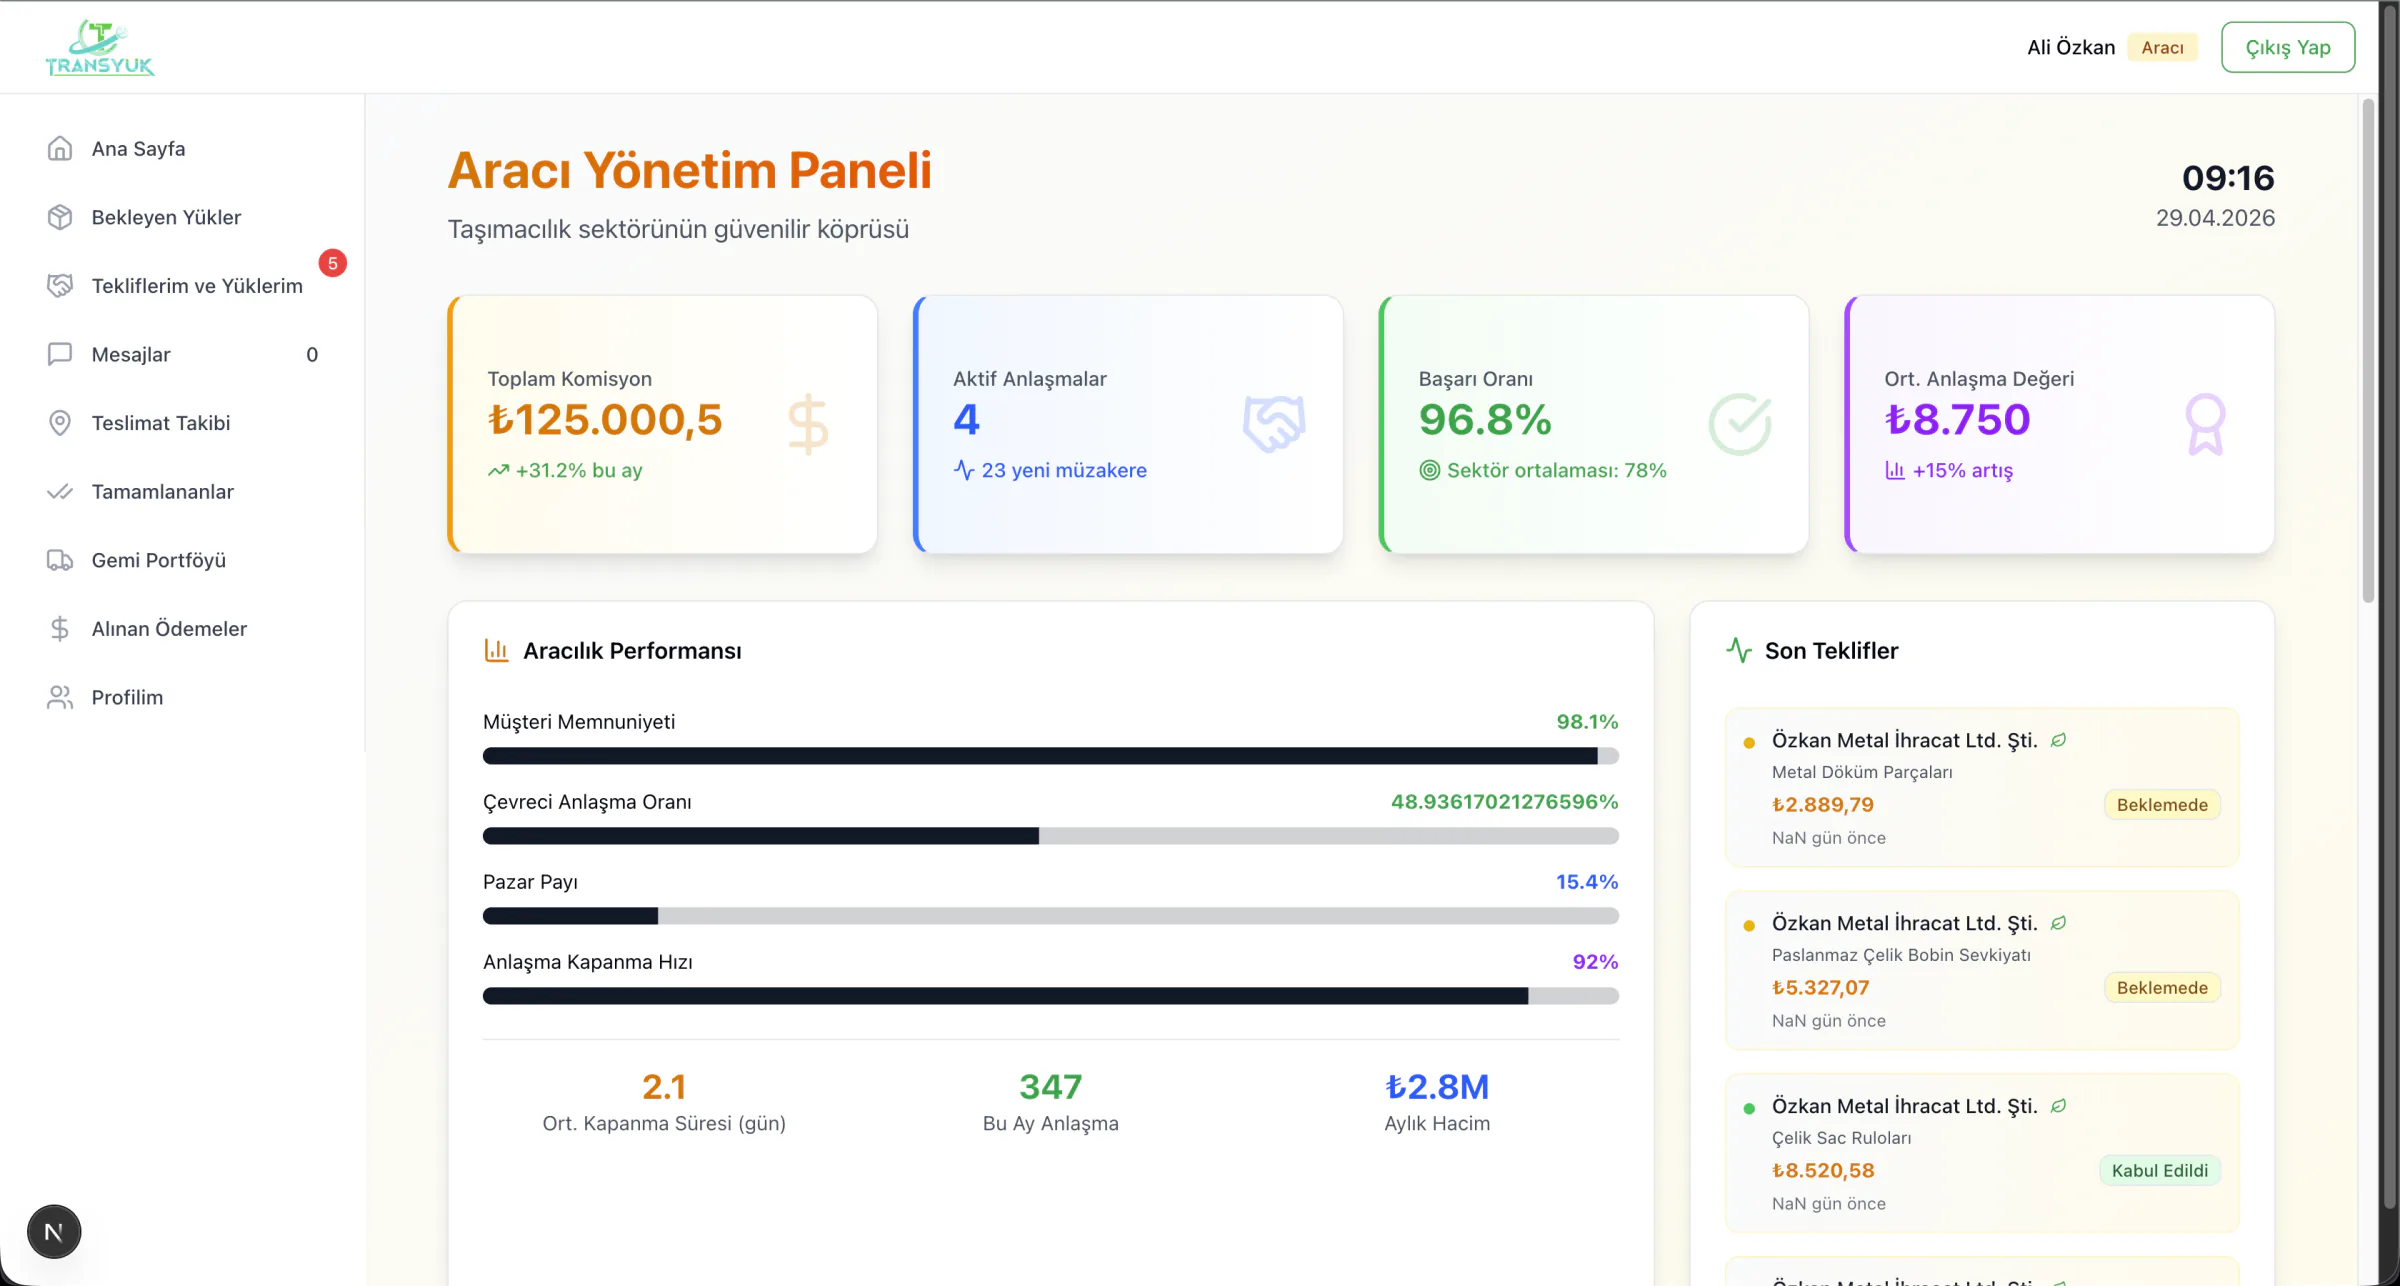 TRANSYUK
Ali Özkan
Aracı
Çıkış Yap
Ana Sayfa
Bekleyen Yükler
5
Tekliflerim ve Yüklerim
Mesajlar
0
Teslimat Takibi
Tamamlananlar
Gemi Portföyü
Alınan Ödemeler
Profilim
N
Aracı Yönetim Paneli
Taşımacılık sektörünün güvenilir köprüsü
09:16
29.04.2026
Toplam Komisyon
₺125.000,5
+31.2% bu ay
Aktif Anlaşmalar
4
23 yeni müzakere
Başarı Oranı
96.8%
Sektör ortalaması: 78%
Ort. Anlaşma Değeri
₺8.750
+15% artış
Aracılık Performansı
Müşteri Memnuniyeti
98.1%
Çevreci Anlaşma Oranı
48.93617021276596%
Pazar Payı
15.4%
Anlaşma Kapanma Hızı
92%
2.1
Ort. Kapanma Süresi (gün)
347
Bu Ay Anlaşma
₺2.8M
Aylık Hacim
Son Teklifler
Özkan Metal İhracat Ltd. Şti.
Metal Döküm Parçaları
₺2.889,79
Beklemede
NaN gün önce
Özkan Metal İhracat Ltd. Şti.
Paslanmaz Çelik Bobin Sevkiyatı
₺5.327,07
Beklemede
NaN gün önce
Özkan Metal İhracat Ltd. Şti.
Çelik Sac Ruloları
₺8.520,58
Kabul Edildi
NaN gün önce